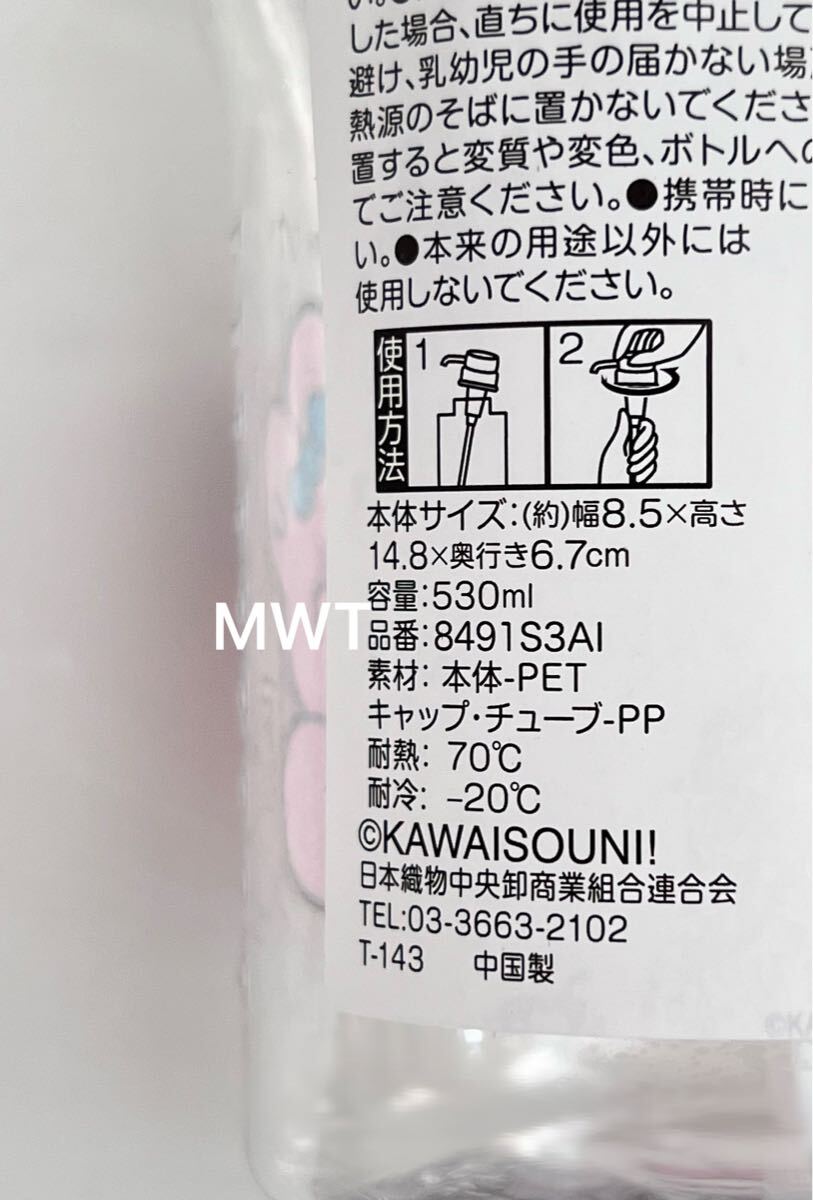 い。
した場合、直ちに使用を中止して
避け、乳幼児の手の届かない場
熱源のそばに置かないでくださ
置すると変質や変色、ボトルへの
でご注意ください。●携帯時に
い。●本来の用途以外には
使用しないでください。
使用方法
1
2
本体サイズ:(約)幅8.5×高さ
14.8×奥行き6.7cm
容量:530ml
MWT
品番:8491S3AI
素材: 本体-PET
キャップ・チューブ-PP
耐熱: 70℃
耐冷: -20℃
©KAWAISOUNI!
日本織物中央卸商業組合連合会
TEL:03-3663-2102
T-143 中国製
©KA